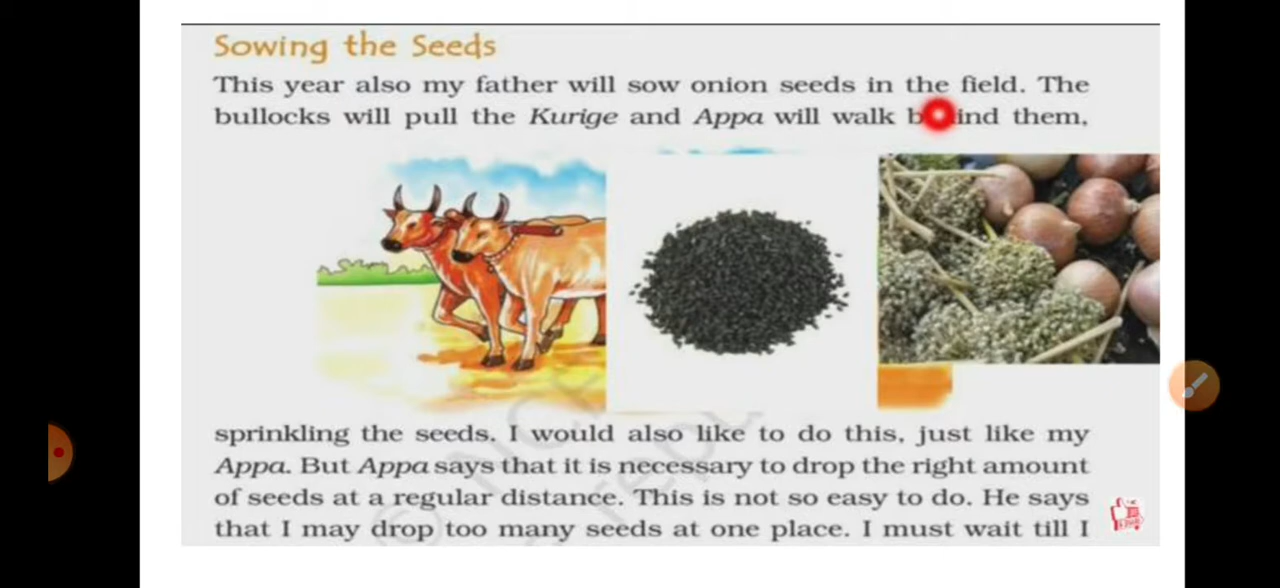 Sowing the Seeds
This year also my father will sow onion seeds in the field. The
bullocks will pull the Kurige and Appa will walk behind them,
sprinkling the seeds. I would also like to do this, just like my
Appa. But Appa says that it is necessary to drop the right amount
of seeds at a regular distance. This is not so easy to do. He says
that I may drop too many seeds at one place. I must wait till I